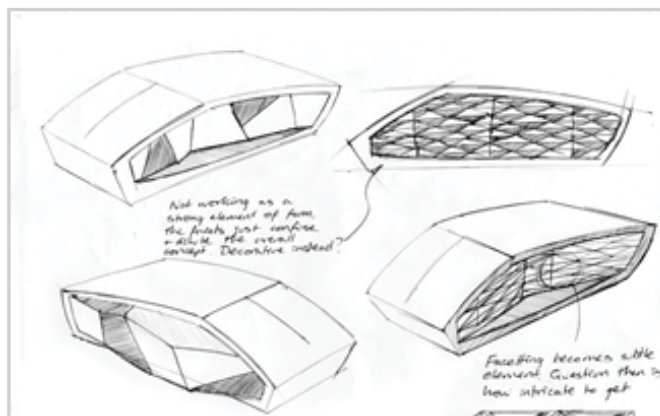 Not working as a
strong element of form,
the facets just confuse
+ dilute the overall
concept. Decorative instead?
Facetting becomes subtle
element. Question then is
how intricate to get